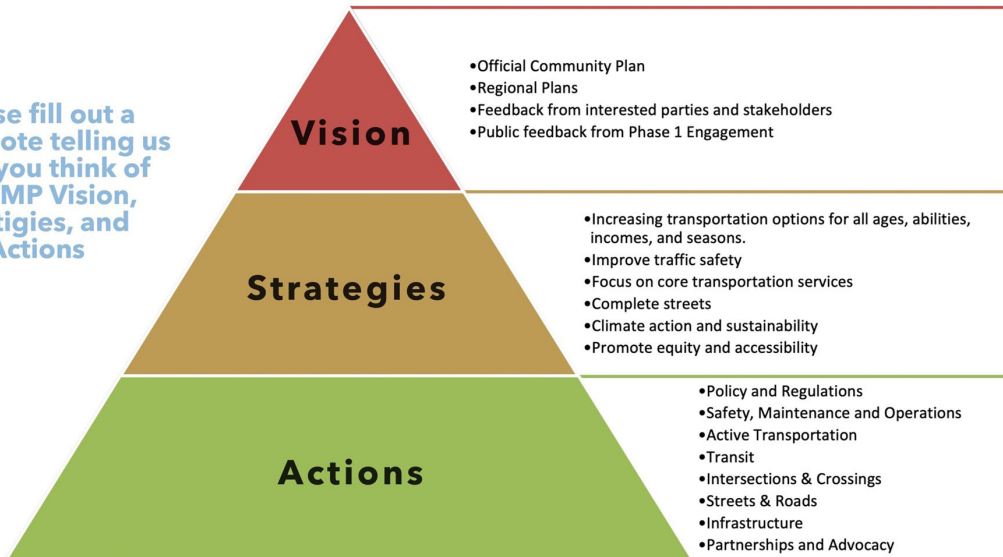 se fill out a
ote telling us
you think of
MP Vision,
tigies, and
Actions
Vision
•Official Community Plan
•Regional Plans
•Feedback from interested parties and stakeholders
•Public feedback from Phase 1 Engagement
Strategies
•Increasing transportation options for all ages, abilities,
incomes, and seasons.
•Improve traffic safety
•Focus on core transportation services
•Complete streets
•Climate action and sustainability
•Promote equity and accessibility
Actions
•Policy and Regulations
•Safety, Maintenance and Operations
•Active Transportation
•Transit
•Intersections & Crossings
•Streets & Roads
•Infrastructure
•Partnerships and Advocacy